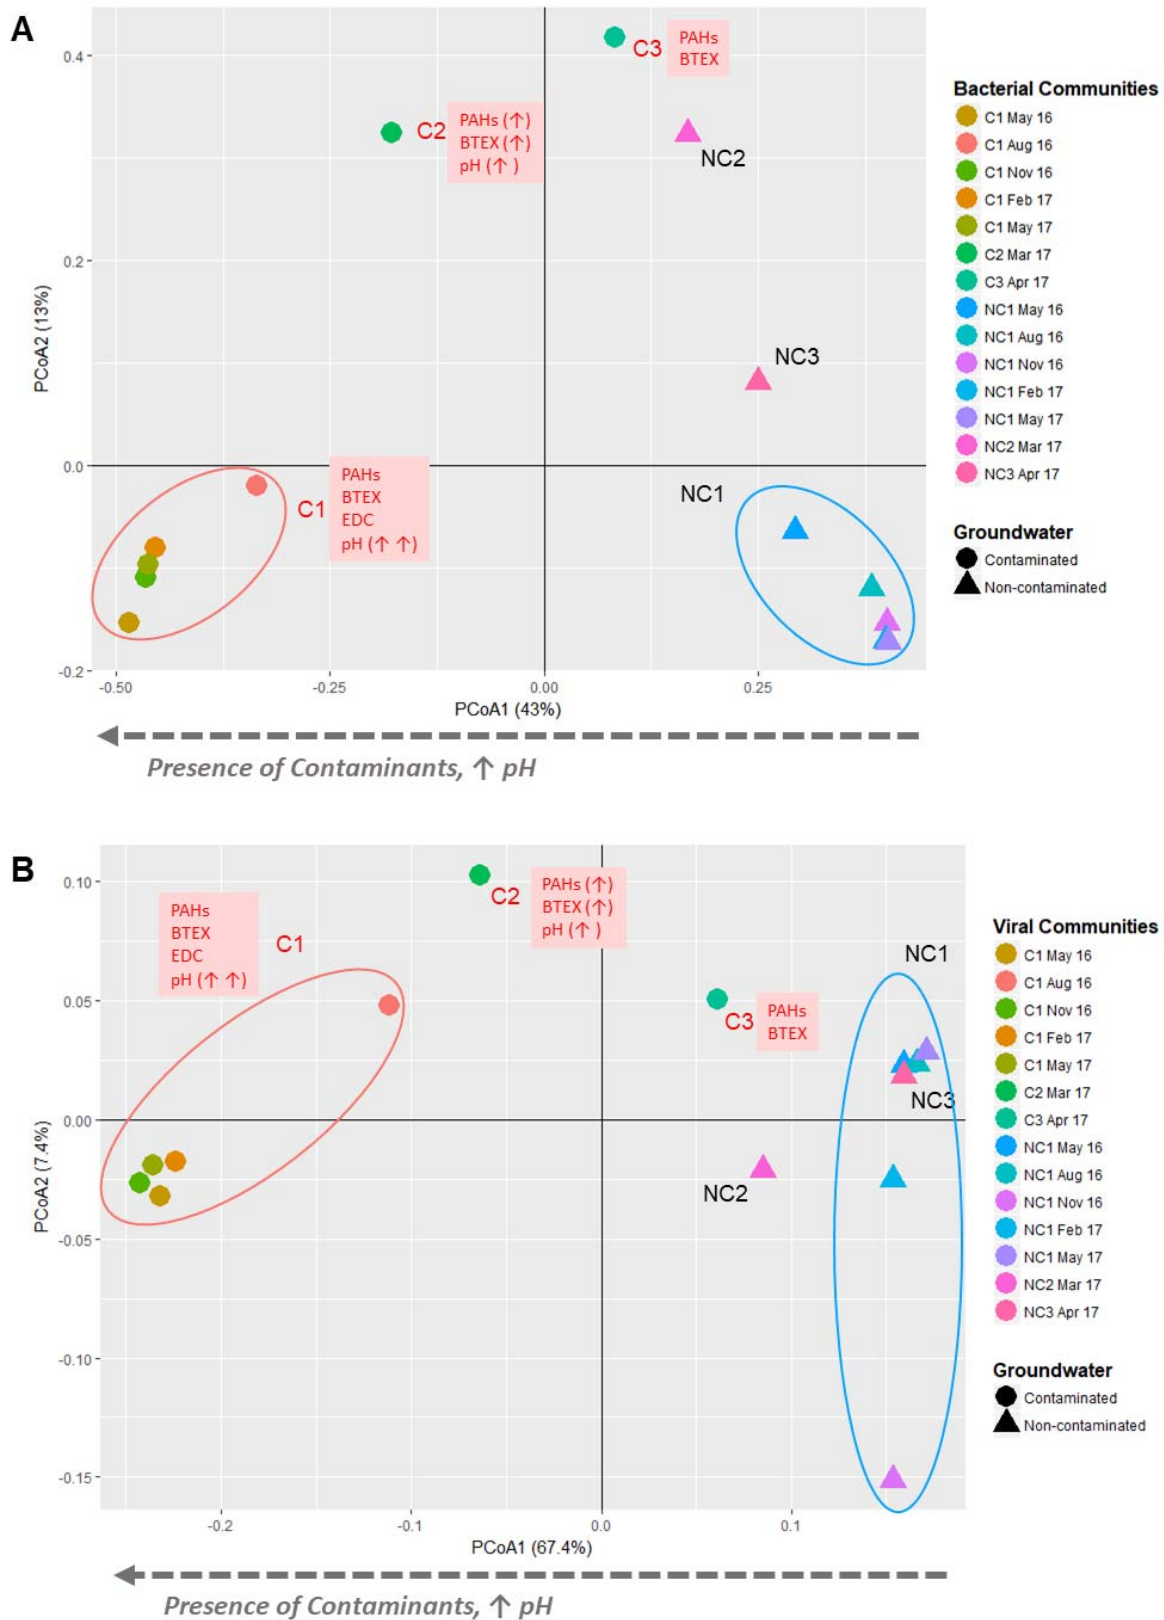 A
C3
PAHs
BTEX
C2
PAHs (↑)
BTEX (↑)
pH (↑ )
NC2
NC3
NC1
C1
PAHs
BTEX
EDC
pH (↑ ↑)
0.4
0.2
0.0
-0.2
PCoA2 (13%)
-0.50
-0.25
0.00
0.25
PCoA1 (43%)
Presence of Contaminants, ↑ pH
Bacterial Communities
C1 May 16
C1 Aug 16
C1 Nov 16
C1 Feb 17
C1 May 17
C2 Mar 17
C3 Apr 17
NC1 May 16
NC1 Aug 16
NC1 Nov 16
NC1 Feb 17
NC1 May 17
NC2 Mar 17
NC3 Apr 17
Groundwater
Contaminated
Non-contaminated
B
PAHs
BTEX
EDC
pH (↑ ↑)
C1
C2
PAHs (↑)
BTEX (↑)
pH (↑ )
C3
PAHs
BTEX
NC1
NC3
NC2
0.10
0.05
0.00
-0.05
-0.10
-0.15
PCoA2 (7.4%)
-0.2
-0.1
0.0
0.1
PCoA1 (67.4%)
Presence of Contaminants, ↑ pH
Viral Communities
C1 May 16
C1 Aug 16
C1 Nov 16
C1 Feb 17
C1 May 17
C2 Mar 17
C3 Apr 17
NC1 May 16
NC1 Aug 16
NC1 Nov 16
NC1 Feb 17
NC1 May 17
NC2 Mar 17
NC3 Apr 17
Groundwater
Contaminated
Non-contaminated